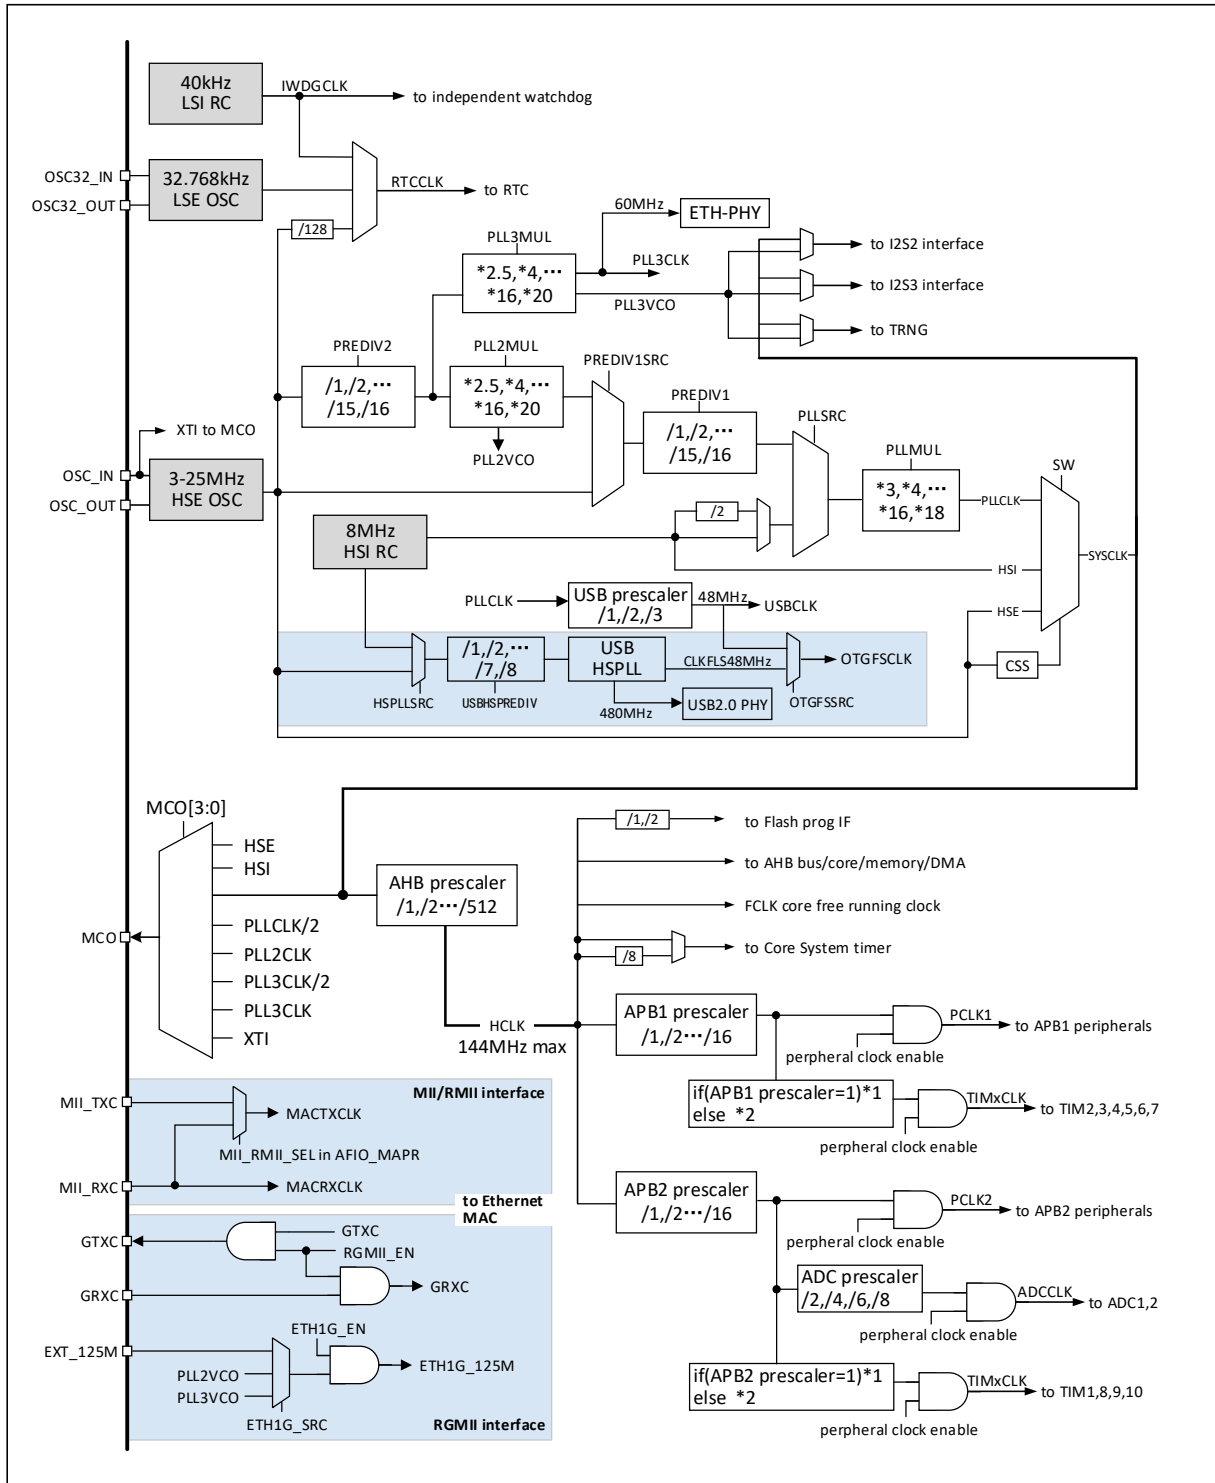 40kHz
LSI RC
IWDGCLK
to independent watchdog
OSC32_IN
OSC32_OUT
32.768kHz
LSE OSC
RTCCLK
to RTC
/128
60MHz
ETH-PHY
PLL3MUL
*2.5,*4,···
*16,*20
PLL3CLK
PLL3VCO
to I2S2 interface
to I2S3 interface
to TRNG
PREDIV2
/1,/2,···
/15,/16
PLL2MUL
*2.5,*4,···
*16,*20
PLL2VCO
PREDIV1SRC
PREDIV1
/1,/2,···
/15,/16
PLLSRC
PLLMUL
*3,*4,···
*16,*18
PLLCLK
SW
SYSCLK
XTI to MCO
OSC_IN
OSC_OUT
3-25MHz
HSE OSC
8MHz
HSI RC
/2
HSI
HSE
CSS
PLLCLK
USB prescaler
/1,/2,/3
48MHz
USBCLK
HSPLLSRC
/1,/2,···
/7,/8
USBHSPREDIV
USB
HSPLL
CLKFLS48MHz
480MHz
USB2.0 PHY
OTGFSCLK
OTGFSSRC
MCO[3:0]
HSE
HSI
PLLCLK/2
PLL2CLK
PLL3CLK/2
PLL3CLK
XTI
MCO
AHB prescaler
/1,/2···/512
HCLK
144MHz max
/1,/2
to Flash prog IF
to AHB bus/core/memory/DMA
FCLK core free running clock
/8
to Core System timer
APB1 prescaler
/1,/2···/16
PCLK1
to APB1 peripherals
perpheral clock enable
if(APB1 prescaler=1)*1
else  *2
TIMxCLK
to TIM2,3,4,5,6,7
perpheral clock enable
APB2 prescaler
/1,/2···/16
PCLK2
to APB2 peripherals
perpheral clock enable
ADC prescaler
/2,/4,/6,/8
ADCCLK
to ADC1,2
perpheral clock enable
if(APB2 prescaler=1)*1
else  *2
TIMxCLK
to TIM1,8,9,10
perpheral clock enable
MII/RMII interface
MII_TXC
MACTXCLK
MII_RMII_SEL in AFIO_MAPR
MII_RXC
MACRXCLK
to Ethernet
MAC
GTXC
GTXC
RGMII_EN
GRXC
GRXC
ETH1G_EN
EXT_125M
PLL2VCO
PLL3VCO
ETH1G_125M
ETH1G_SRC
RGMII interface